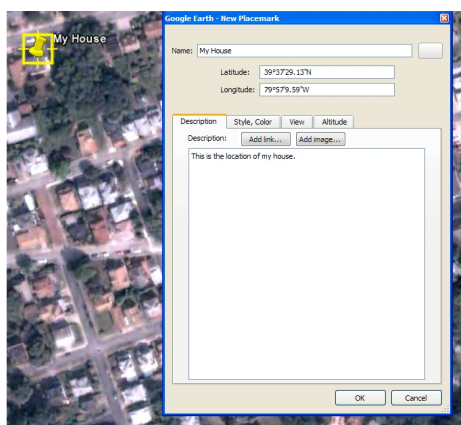 Google Earth - New Placemark
My House
Name: My House
Latitude: 39°37'29.13"N
Longitude: 79°57'9.59"W
Description Style, Color View Altitude
Description: Add link... Add image...
This is the location of my house.
OK Cancel